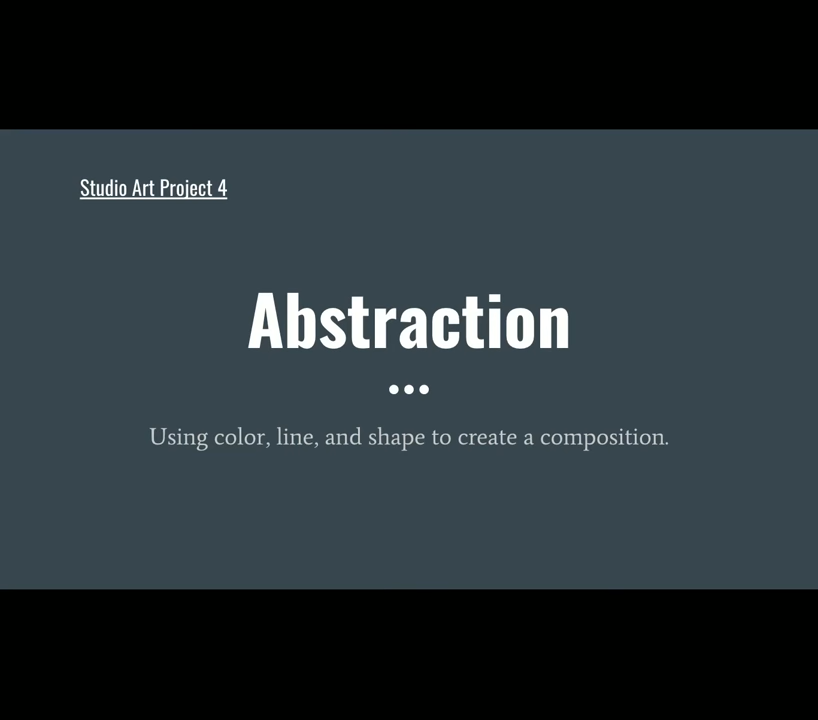 Studio Art Project 4
Abstraction
Using color, line, and shape to create a composition.